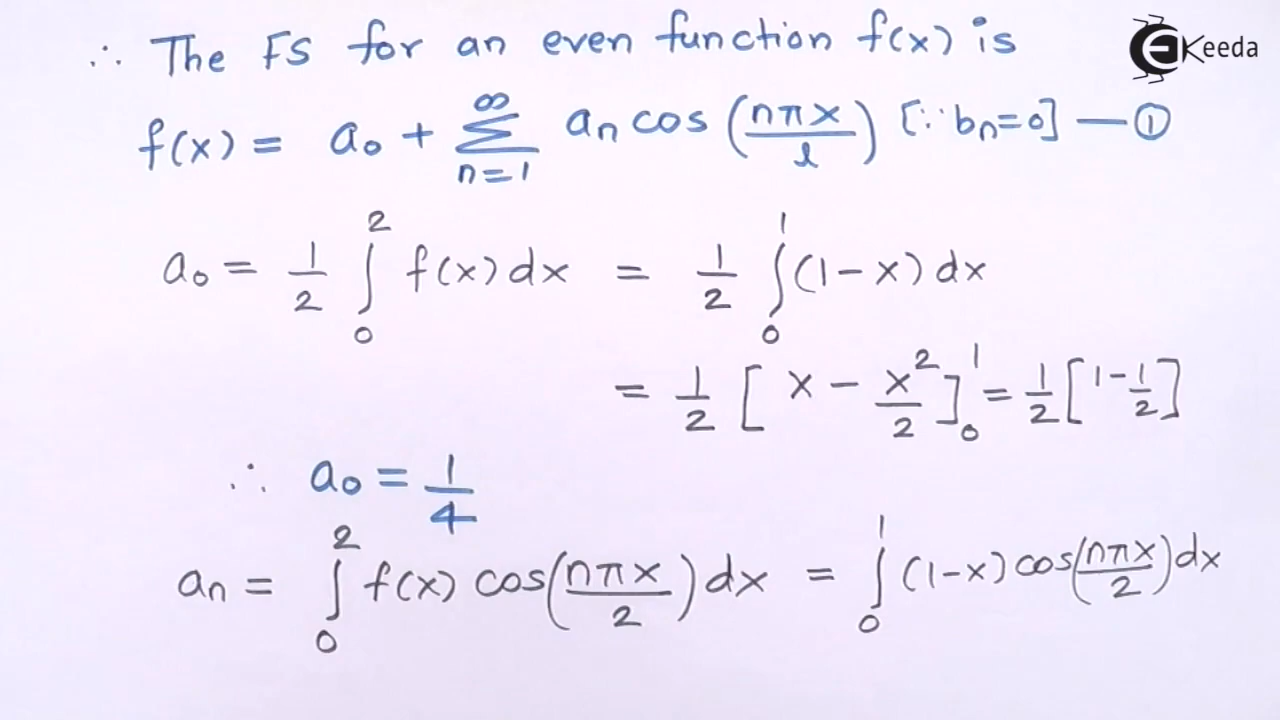 ∴ The FS for an even function f(x) is
EKeeda
f(x) = a₀ + ∞ Σ n=1 aₙ cos (nπx/l) [∵ bₙ=0] — ①
a₀ = 1/2 ∫₀² f(x) dx = 1/2 ∫₀¹ (1-x) dx
= 1/2 [x - x²/2]₀¹ = 1/2 [1 - 1/2]
∴ a₀ = 1/4
aₙ = ∫₀² f(x) cos(nπx/2) dx = ∫₀¹ (1-x) cos(nπx/2) dx